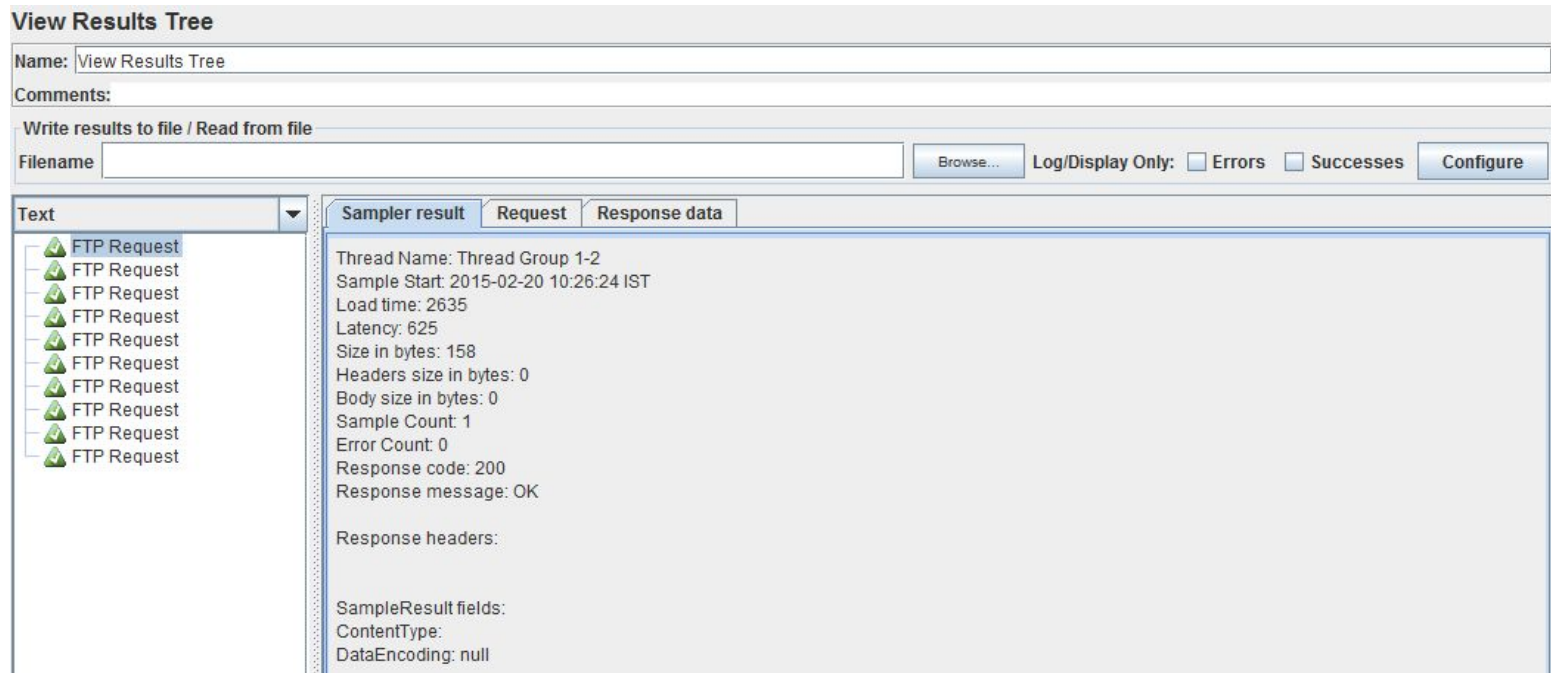 View Results Tree
Name: View Results Tree
Comments:
Write results to file / Read from file
Filename Browse... Log/Display Only: Errors Successes Configure
Text
FTP Request
FTP Request
FTP Request
FTP Request
FTP Request
FTP Request
FTP Request
FTP Request
FTP Request
FTP Request
Sampler result Request Response data
Thread Name: Thread Group 1-2
Sample Start: 2015-02-20 10:26:24 IST
Load time: 2635
Latency: 625
Size in bytes: 158
Headers size in bytes: 0
Body size in bytes: 0
Sample Count: 1
Error Count: 0
Response code: 200
Response message: OK
Response headers:
SampleResult fields:
ContentType:
DataEncoding: null